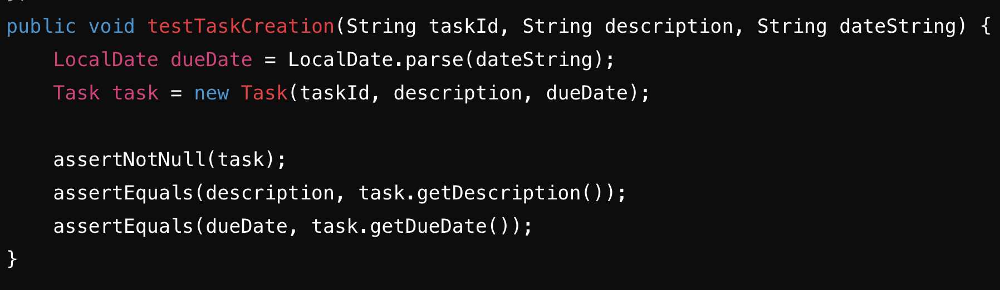 public void testTaskCreation(String taskId, String description, String dateString) {
    LocalDate dueDate = LocalDate.parse(dateString);
    Task task = new Task(taskId, description, dueDate);

    assertNotNull(task);
    assertEquals(description, task.getDescription());
    assertEquals(dueDate, task.getDueDate());
}